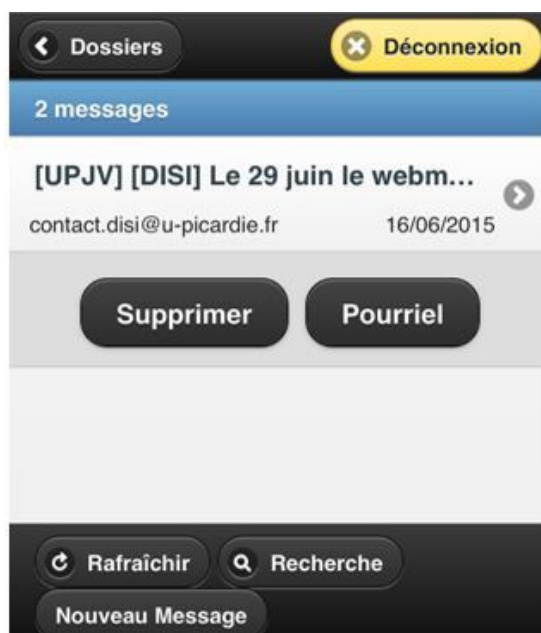 Dossiers
Déconnexion
2 messages
[UPJV] [DISI] Le 29 juin le webm...
contact.disi@u-picardie.fr
16/06/2015
Supprimer
Pourriel
Rafraîchir
Recherche
Nouveau Message